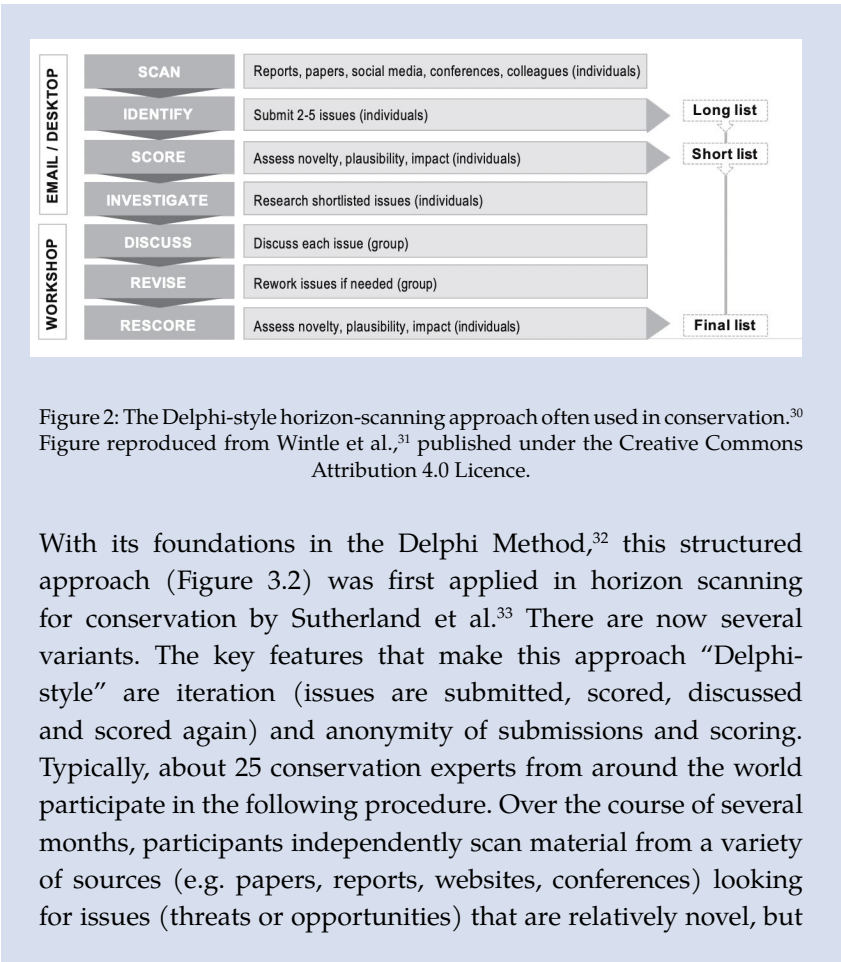 EMAIL / DESKTOP
SCAN
Reports, papers, social media, conferences, colleagues (individuals)
IDENTIFY
Submit 2-5 issues (individuals)
Long list
SCORE
Assess novelty, plausibility, impact (individuals)
Short list
INVESTIGATE
Research shortlisted issues (individuals)
WORKSHOP
DISCUSS
Discuss each issue (group)
REVISE
Rework issues if needed (group)
RESCORE
Assess novelty, plausibility, impact (individuals)
Final list
Figure 2: The Delphi-style horizon-scanning approach often used in conservation.³⁰
Figure reproduced from Wintle et al.,³¹ published under the Creative Commons
Attribution 4.0 Licence.
With its foundations in the Delphi Method,³² this structured
approach (Figure 3.2) was first applied in horizon scanning
for conservation by Sutherland et al.³³ There are now several
variants. The key features that make this approach “Delphi-
style” are iteration (issues are submitted, scored, discussed
and scored again) and anonymity of submissions and scoring.
Typically, about 25 conservation experts from around the world
participate in the following procedure. Over the course of several
months, participants independently scan material from a variety
of sources (e.g. papers, reports, websites, conferences) looking
for issues (threats or opportunities) that are relatively novel, but